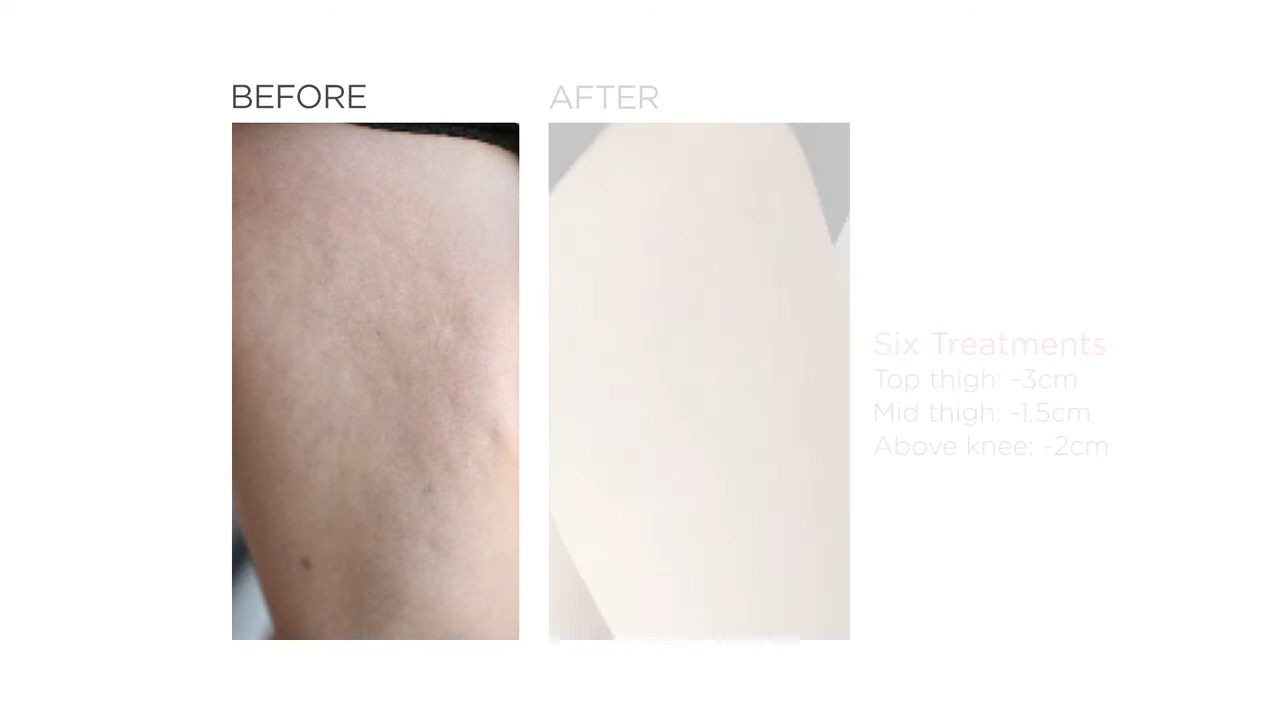 BEFORE
AFTER
Six Treatments
Top thigh: -3cm
Mid thigh: -1.5cm
Above knee: -2cm